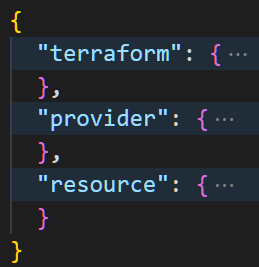 {
"terraform": { ···
},
"provider": { ···
},
"resource": { ···
}
}